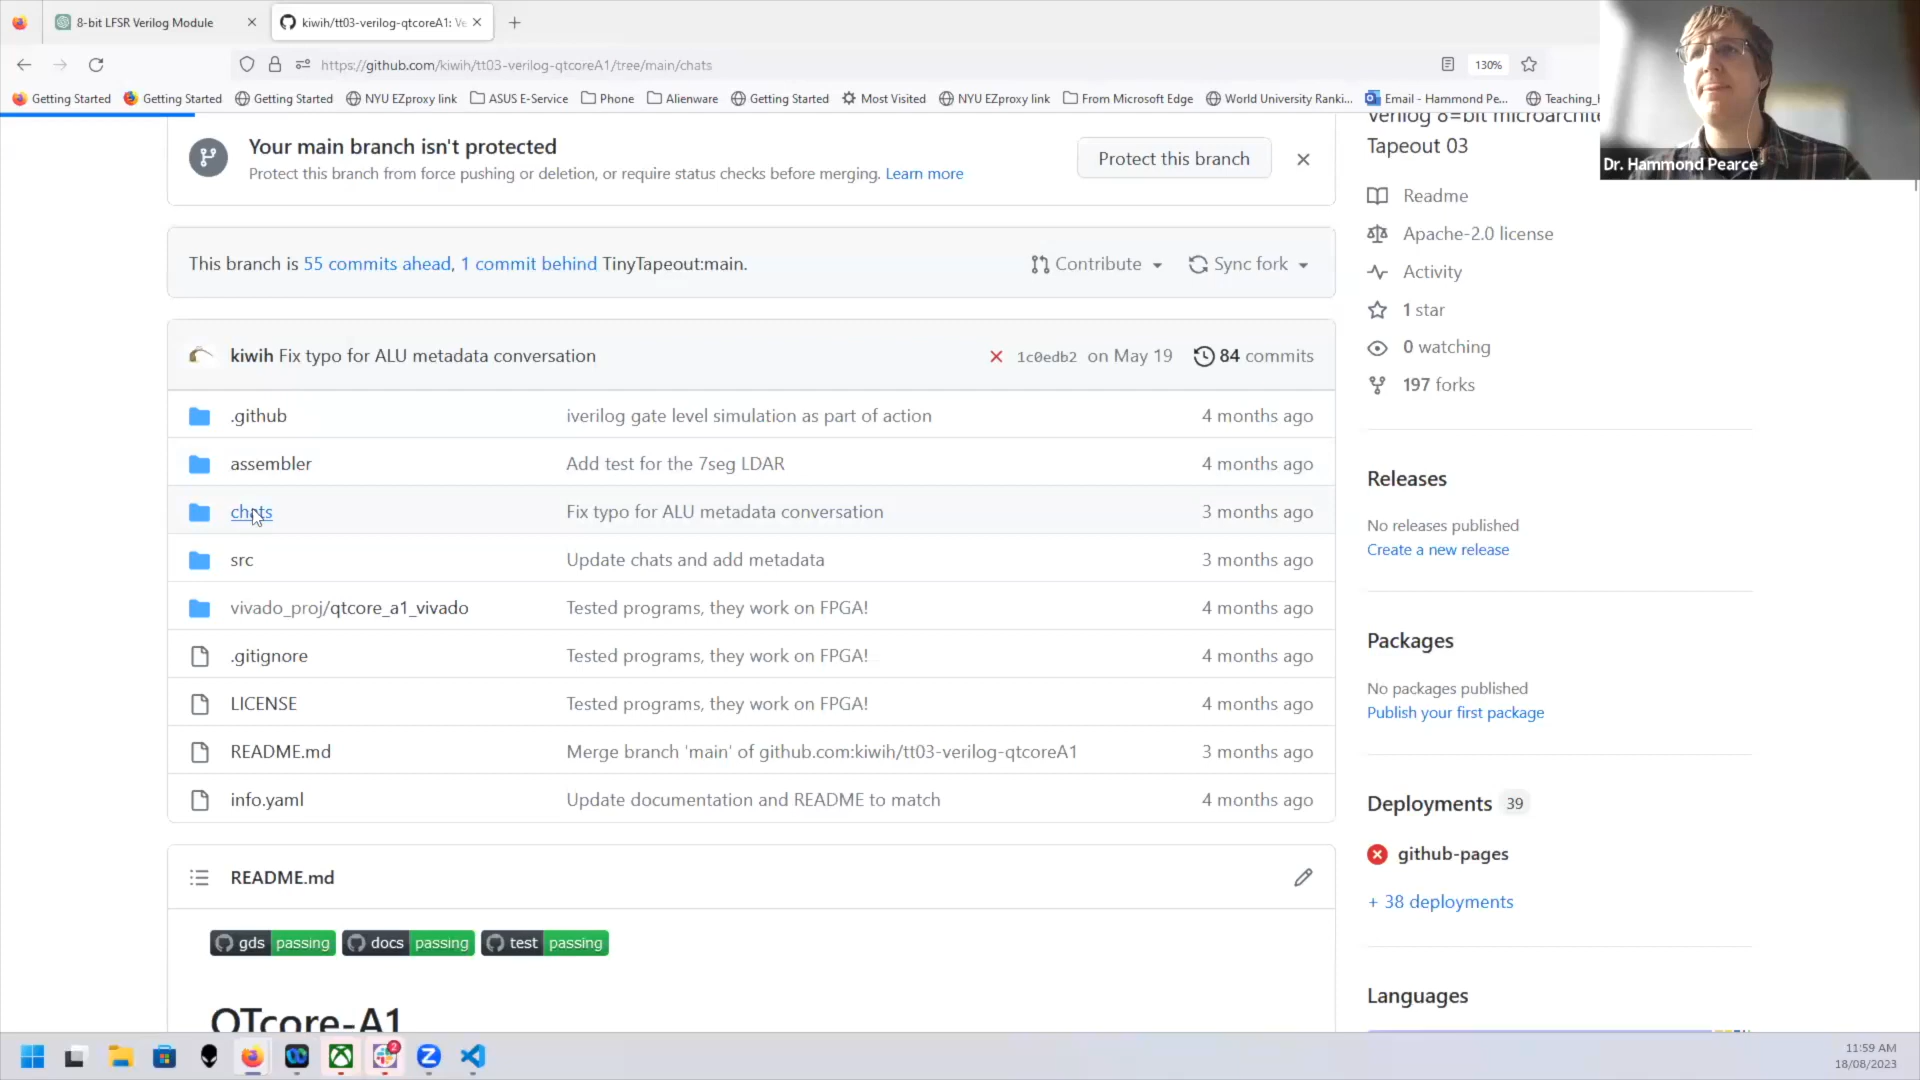 8-bit LFSR Verilog Module
kiwih/tt03-verilog-qtcoreA1: Ve
https://github.com/kiwih/tt03-verilog-qtcoreA1/tree/main/chats
130%
Getting Started
Getting Started
Getting Started
NYU EZproxy link
ASUS E-Service
Phone
Alienware
Getting Started
Most Visited
NYU EZproxy link
From Microsoft Edge
World University Ranki...
Email - Hammond Pe...
Teaching_
Dr. Hammond Pearce
Your main branch isn't protected
Protect this branch from force pushing or deletion, or require status checks before merging. Learn more
Protect this branch
This branch is 55 commits ahead, 1 commit behind TinyTapeout:main.
Contribute
Sync fork
kiwih Fix typo for ALU metadata conversation
1c0edb2 on May 19
84 commits
.github
iverilog gate level simulation as part of action
4 months ago
assembler
Add test for the 7seg LDAR
4 months ago
chats
Fix typo for ALU metadata conversation
3 months ago
src
Update chats and add metadata
3 months ago
vivado_proj/qtcore_a1_vivado
Tested programs, they work on FPGA!
4 months ago
.gitignore
Tested programs, they work on FPGA!
4 months ago
LICENSE
Tested programs, they work on FPGA!
4 months ago
README.md
Merge branch 'main' of github.com:kiwih/tt03-verilog-qtcoreA1
3 months ago
info.yaml
Update documentation and README to match
4 months ago
README.md
gds passing
docs passing
test passing
QTcore-A1
Verilog 8=bit microarchite
Tapeout 03
Readme
Apache-2.0 license
Activity
1 star
0 watching
197 forks
Releases
No releases published
Create a new release
Packages
No packages published
Publish your first package
Deployments 39
github-pages
+ 38 deployments
Languages
2
11:59 AM
18/08/2023